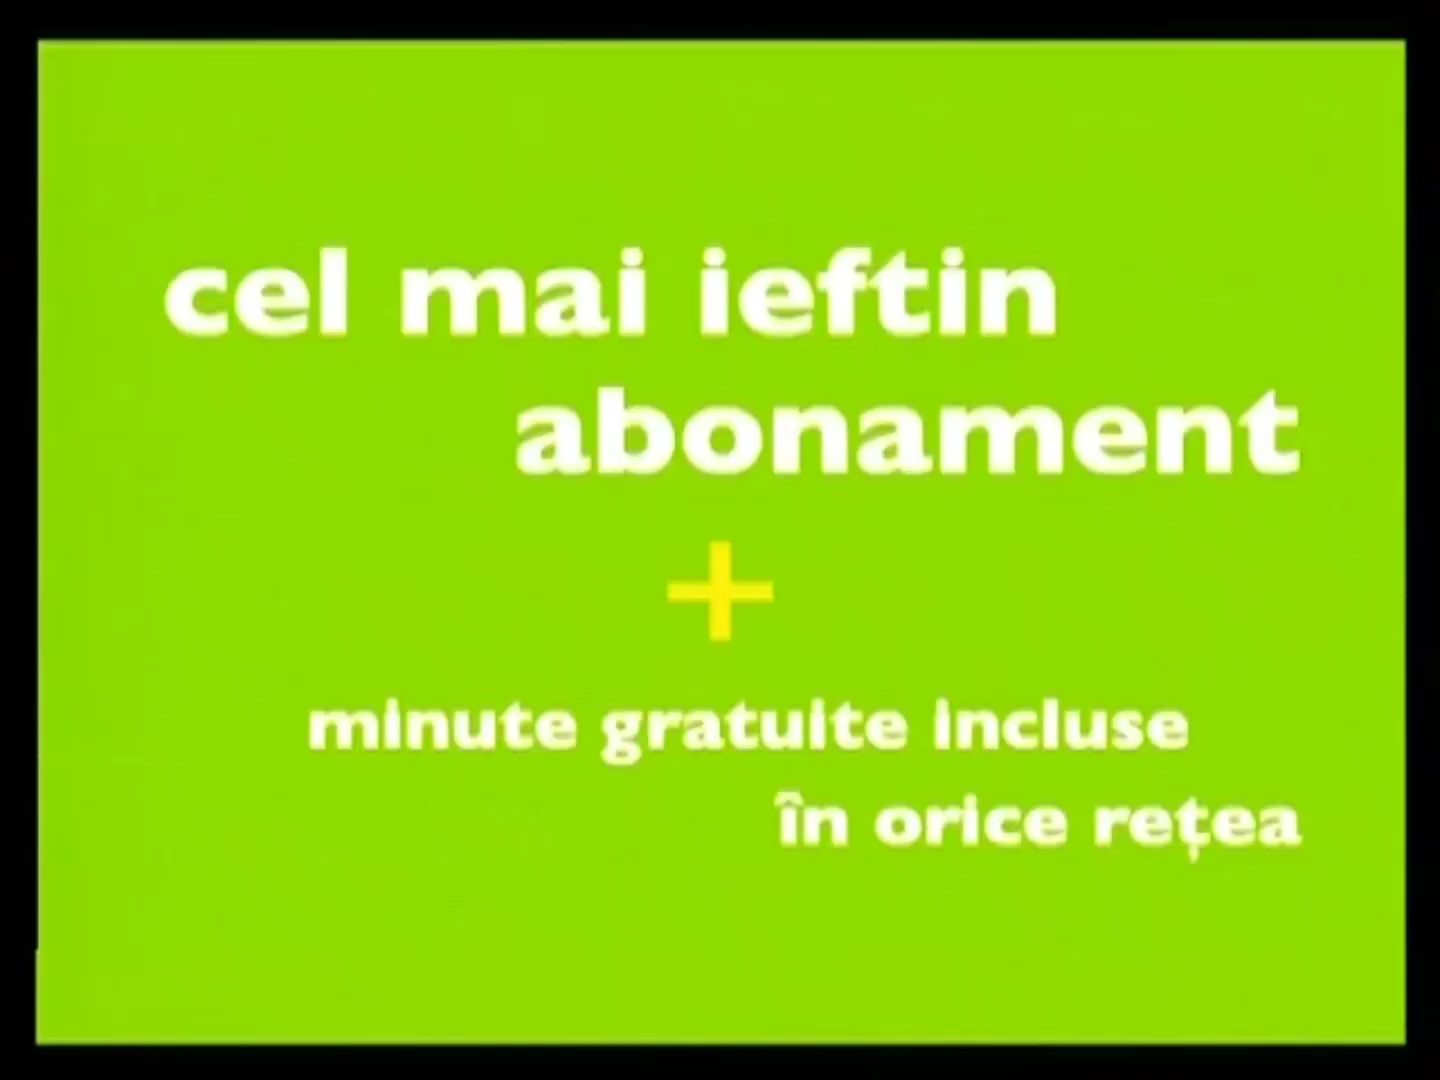 cel mai ieftin
abonament
+
minute gratuite incluse
în orice rețea